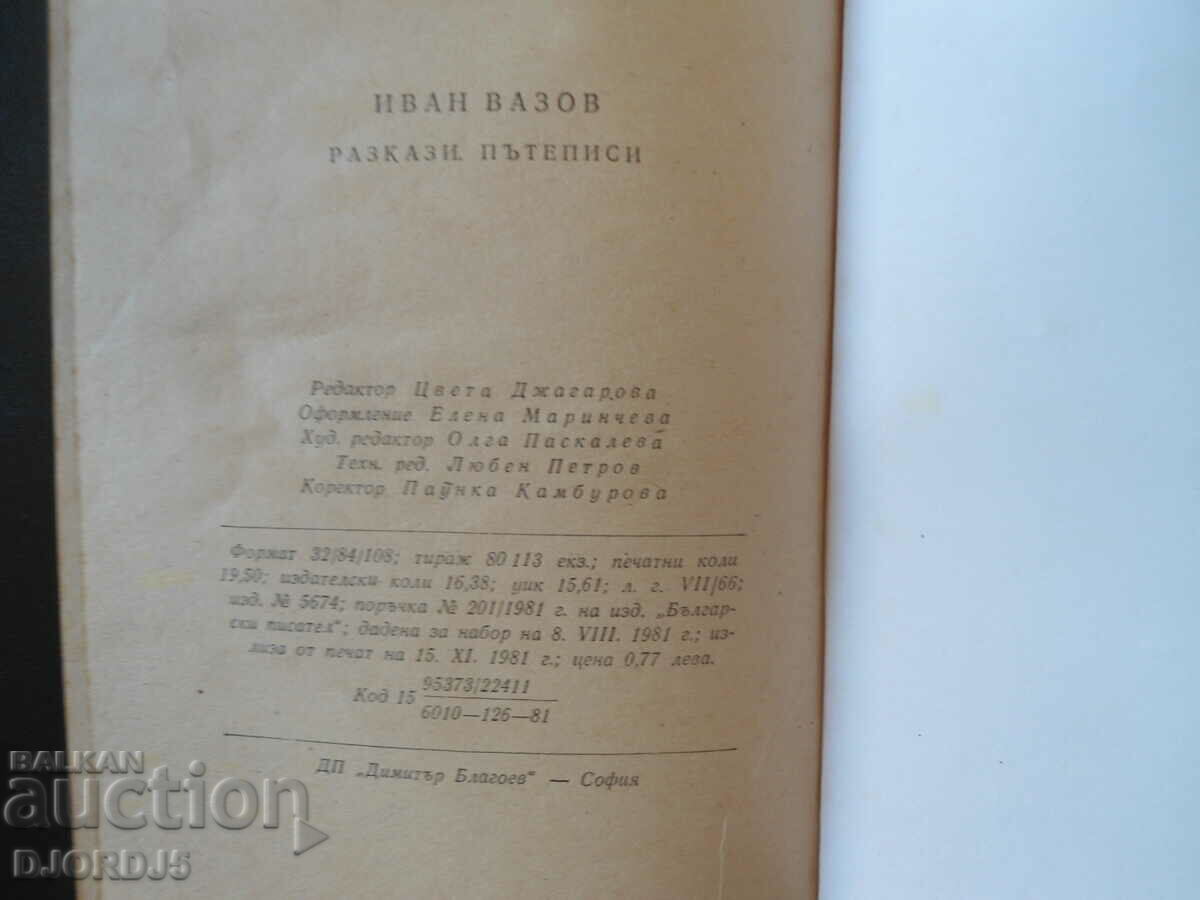 ИВАН ВАЗОВ
РАЗКАЗИ. ПЪТЕПИСИ
Редактор Цвета Джагарова
Оформление Елена Маринчева
Худ. редактор Олга Паскалева
Техн. ред. Любен Петров
Коректор Паунка Камбурова
Формат 32/84/108; тираж 80 113 екз.; печатни коли
19,50; издателски коли 16,38; уик 15,61; л. г. VII/66;
изд. № 5674; поръчка № 201/1981 г. на изд. „Българ-
ски писател“; дадена за набор на 8. VIII. 1981 г.; из-
лиза от печат на 15. XI. 1981 г.; цена 0,77 лева.
Код 15 95373/22411
6010—126—81
ДП „Димитър Благоев“ — София
BALKAN
auction
DJORDJ5